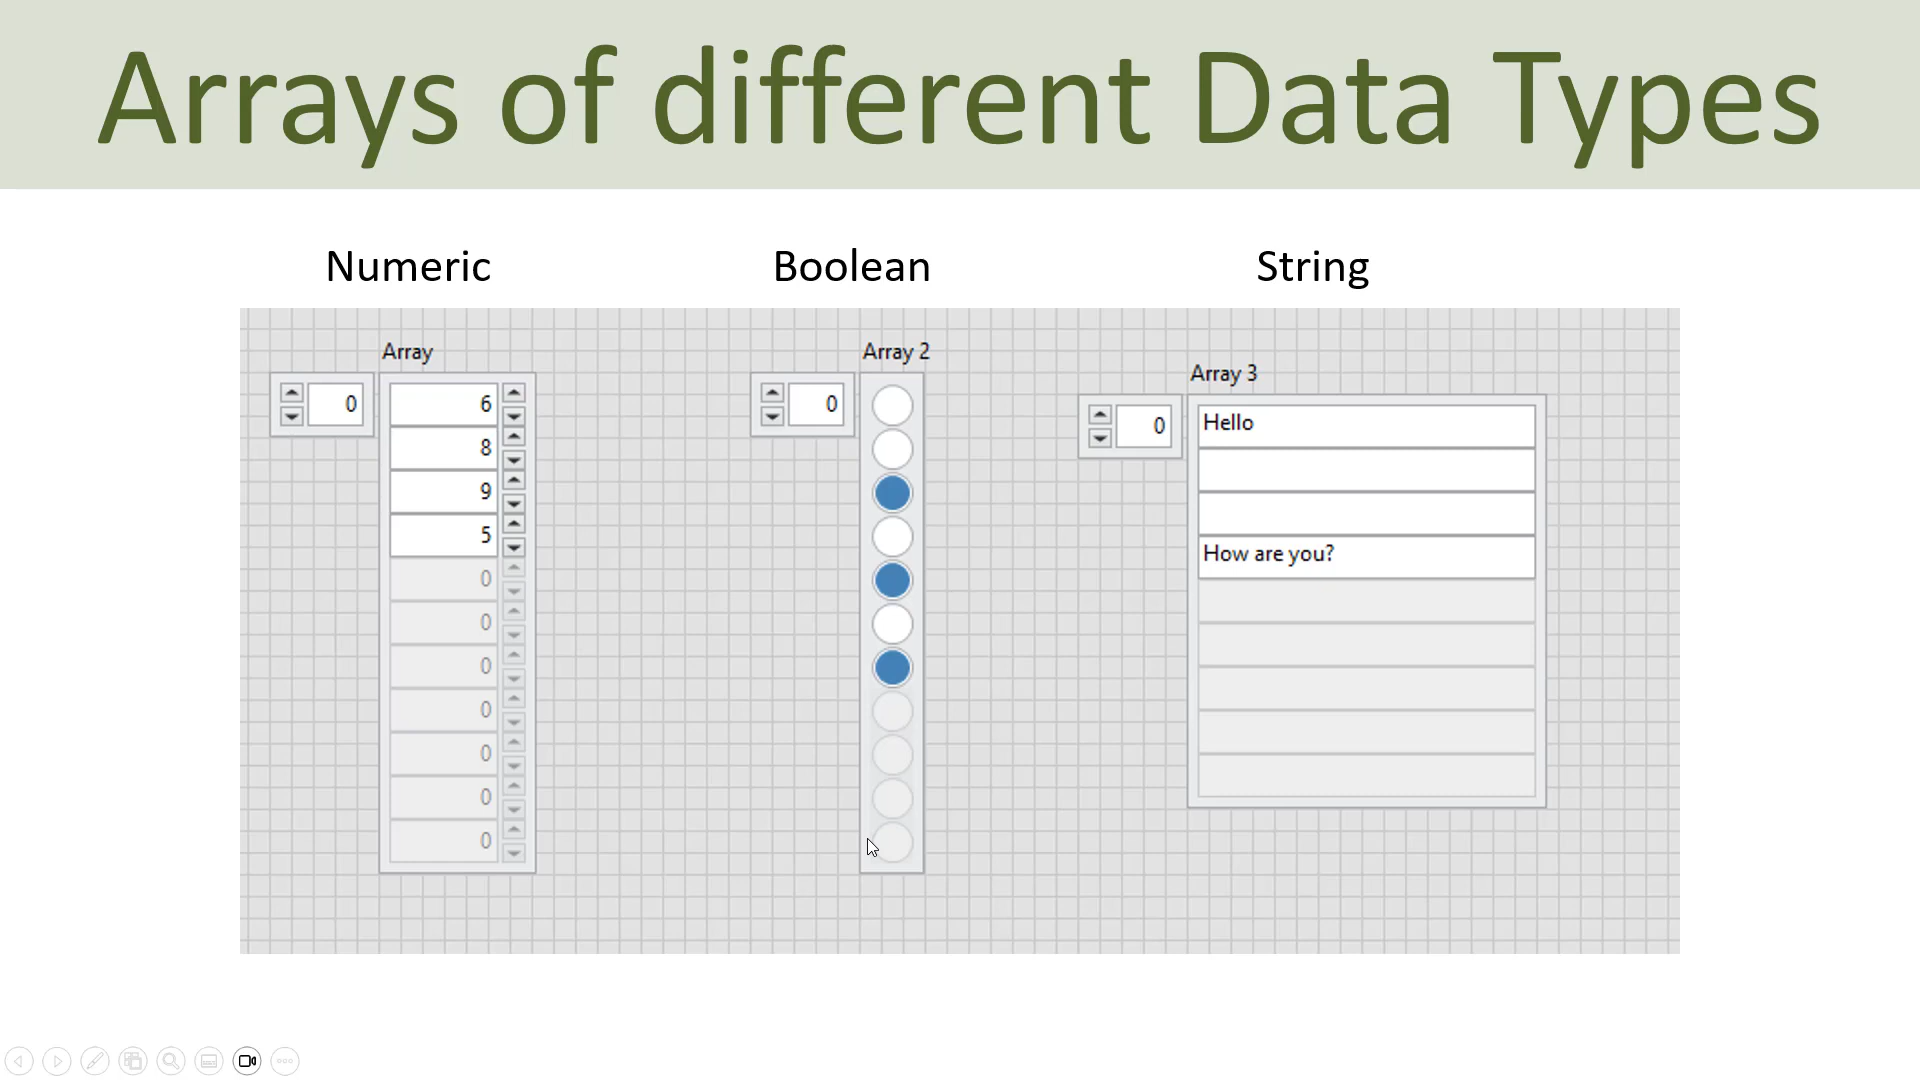 Arrays of different Data Types
Numeric
Boolean
String
Array
0
6
8
9
5
0
0
0
0
0
0
0
Array 2
0
Array 3
0
Hello
How are you?